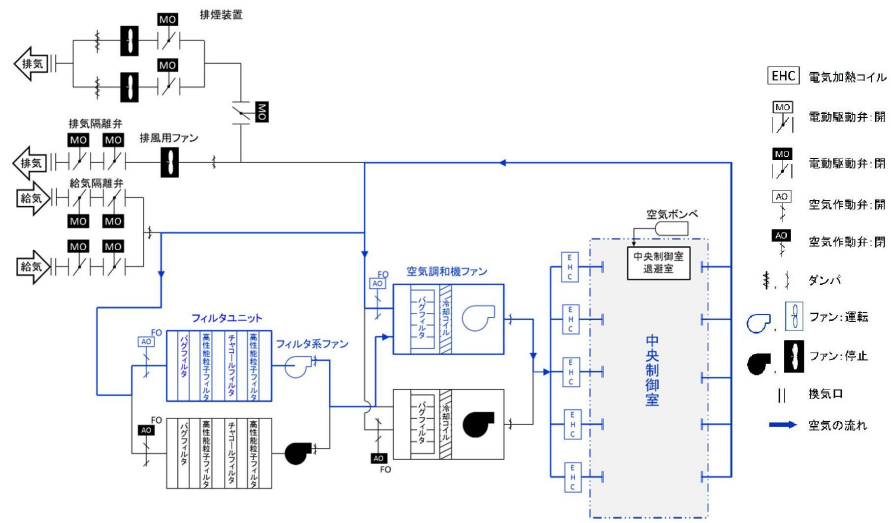 排煙装置
MO
排気
MO
MO
排気隔離弁
排風用ファン
MO
MO
排気
給気隔離弁
給気
MO
MO
MO
MO
給気
空気ボンベ
中央制御室
退避室
FO
AO
空気調和機ファン
バグフィルタ
冷却コイル
EHC
EHC
EHC
EHC
EHC
中央制御室
フィルタユニット
フィルタ系ファン
FO
AO
バグフィルタ
高性能粒子フィルタ
チャコールフィルタ
高性能粒子フィルタ
FO
AO
バグフィルタ
高性能粒子フィルタ
チャコールフィルタ
高性能粒子フィルタ
バグフィルタ
冷却コイル
AO
FO
EHC 電気加熱コイル
MO
電動駆動弁:開
MO
電動駆動弁:閉
AO
空気作動弁:開
AO
空気作動弁:閉
, ダンパ
, ファン:運転
, ファン:停止
換気口
空気の流れ